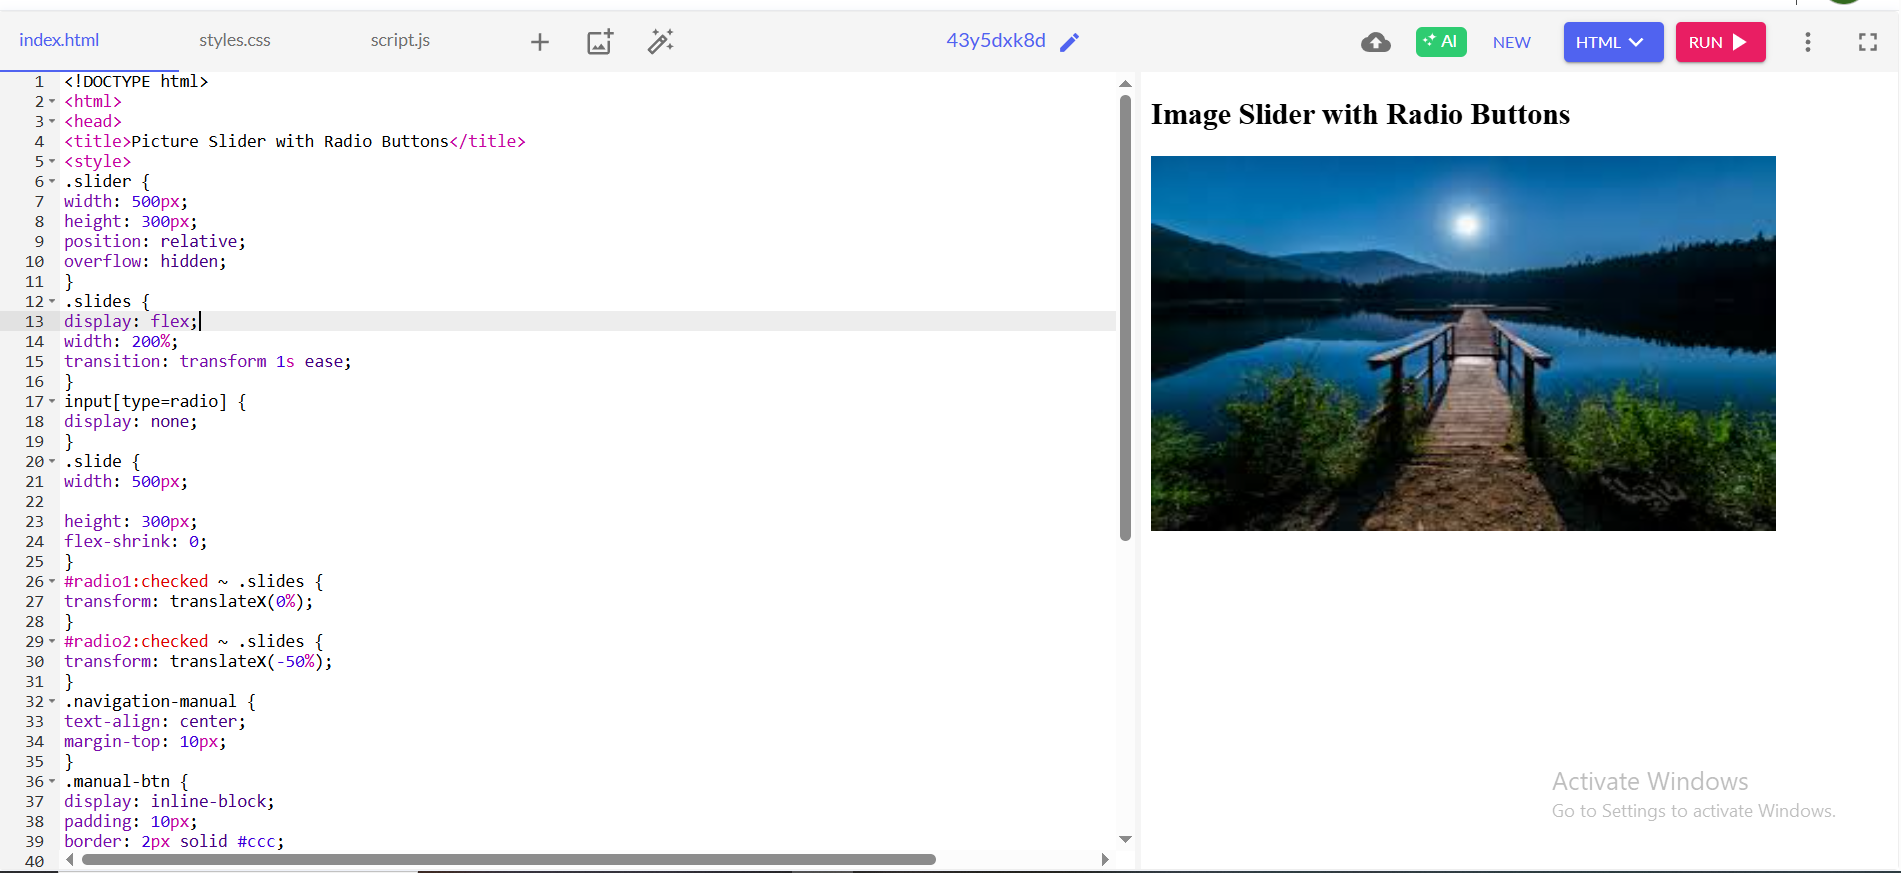 index.html styles.css script.js 43y5dxk8d AI NEW HTML RUN
1 <!DOCTYPE html>
2 <html>
3 <head>
4 <title>Picture Slider with Radio Buttons</title>
5 <style>
6 .slider {
7 width: 500px;
8 height: 300px;
9 position: relative;
10 overflow: hidden;
11 }
12 .slides {
13 display: flex;
14 width: 200%;
15 transition: transform 1s ease;
16 }
17 input[type=radio] {
18 display: none;
19 }
20 .slide {
21 width: 500px;
22
23 height: 300px;
24 flex-shrink: 0;
25 }
26 #radio1:checked ~ .slides {
27 transform: translateX(0%);
28 }
29 #radio2:checked ~ .slides {
30 transform: translateX(-50%);
31 }
32 .navigation-manual {
33 text-align: center;
34 margin-top: 10px;
35 }
36 .manual-btn {
37 display: inline-block;
38 padding: 10px;
39 border: 2px solid #ccc;
40
Image Slider with Radio Buttons
Activate Windows
Go to Settings to activate Windows.